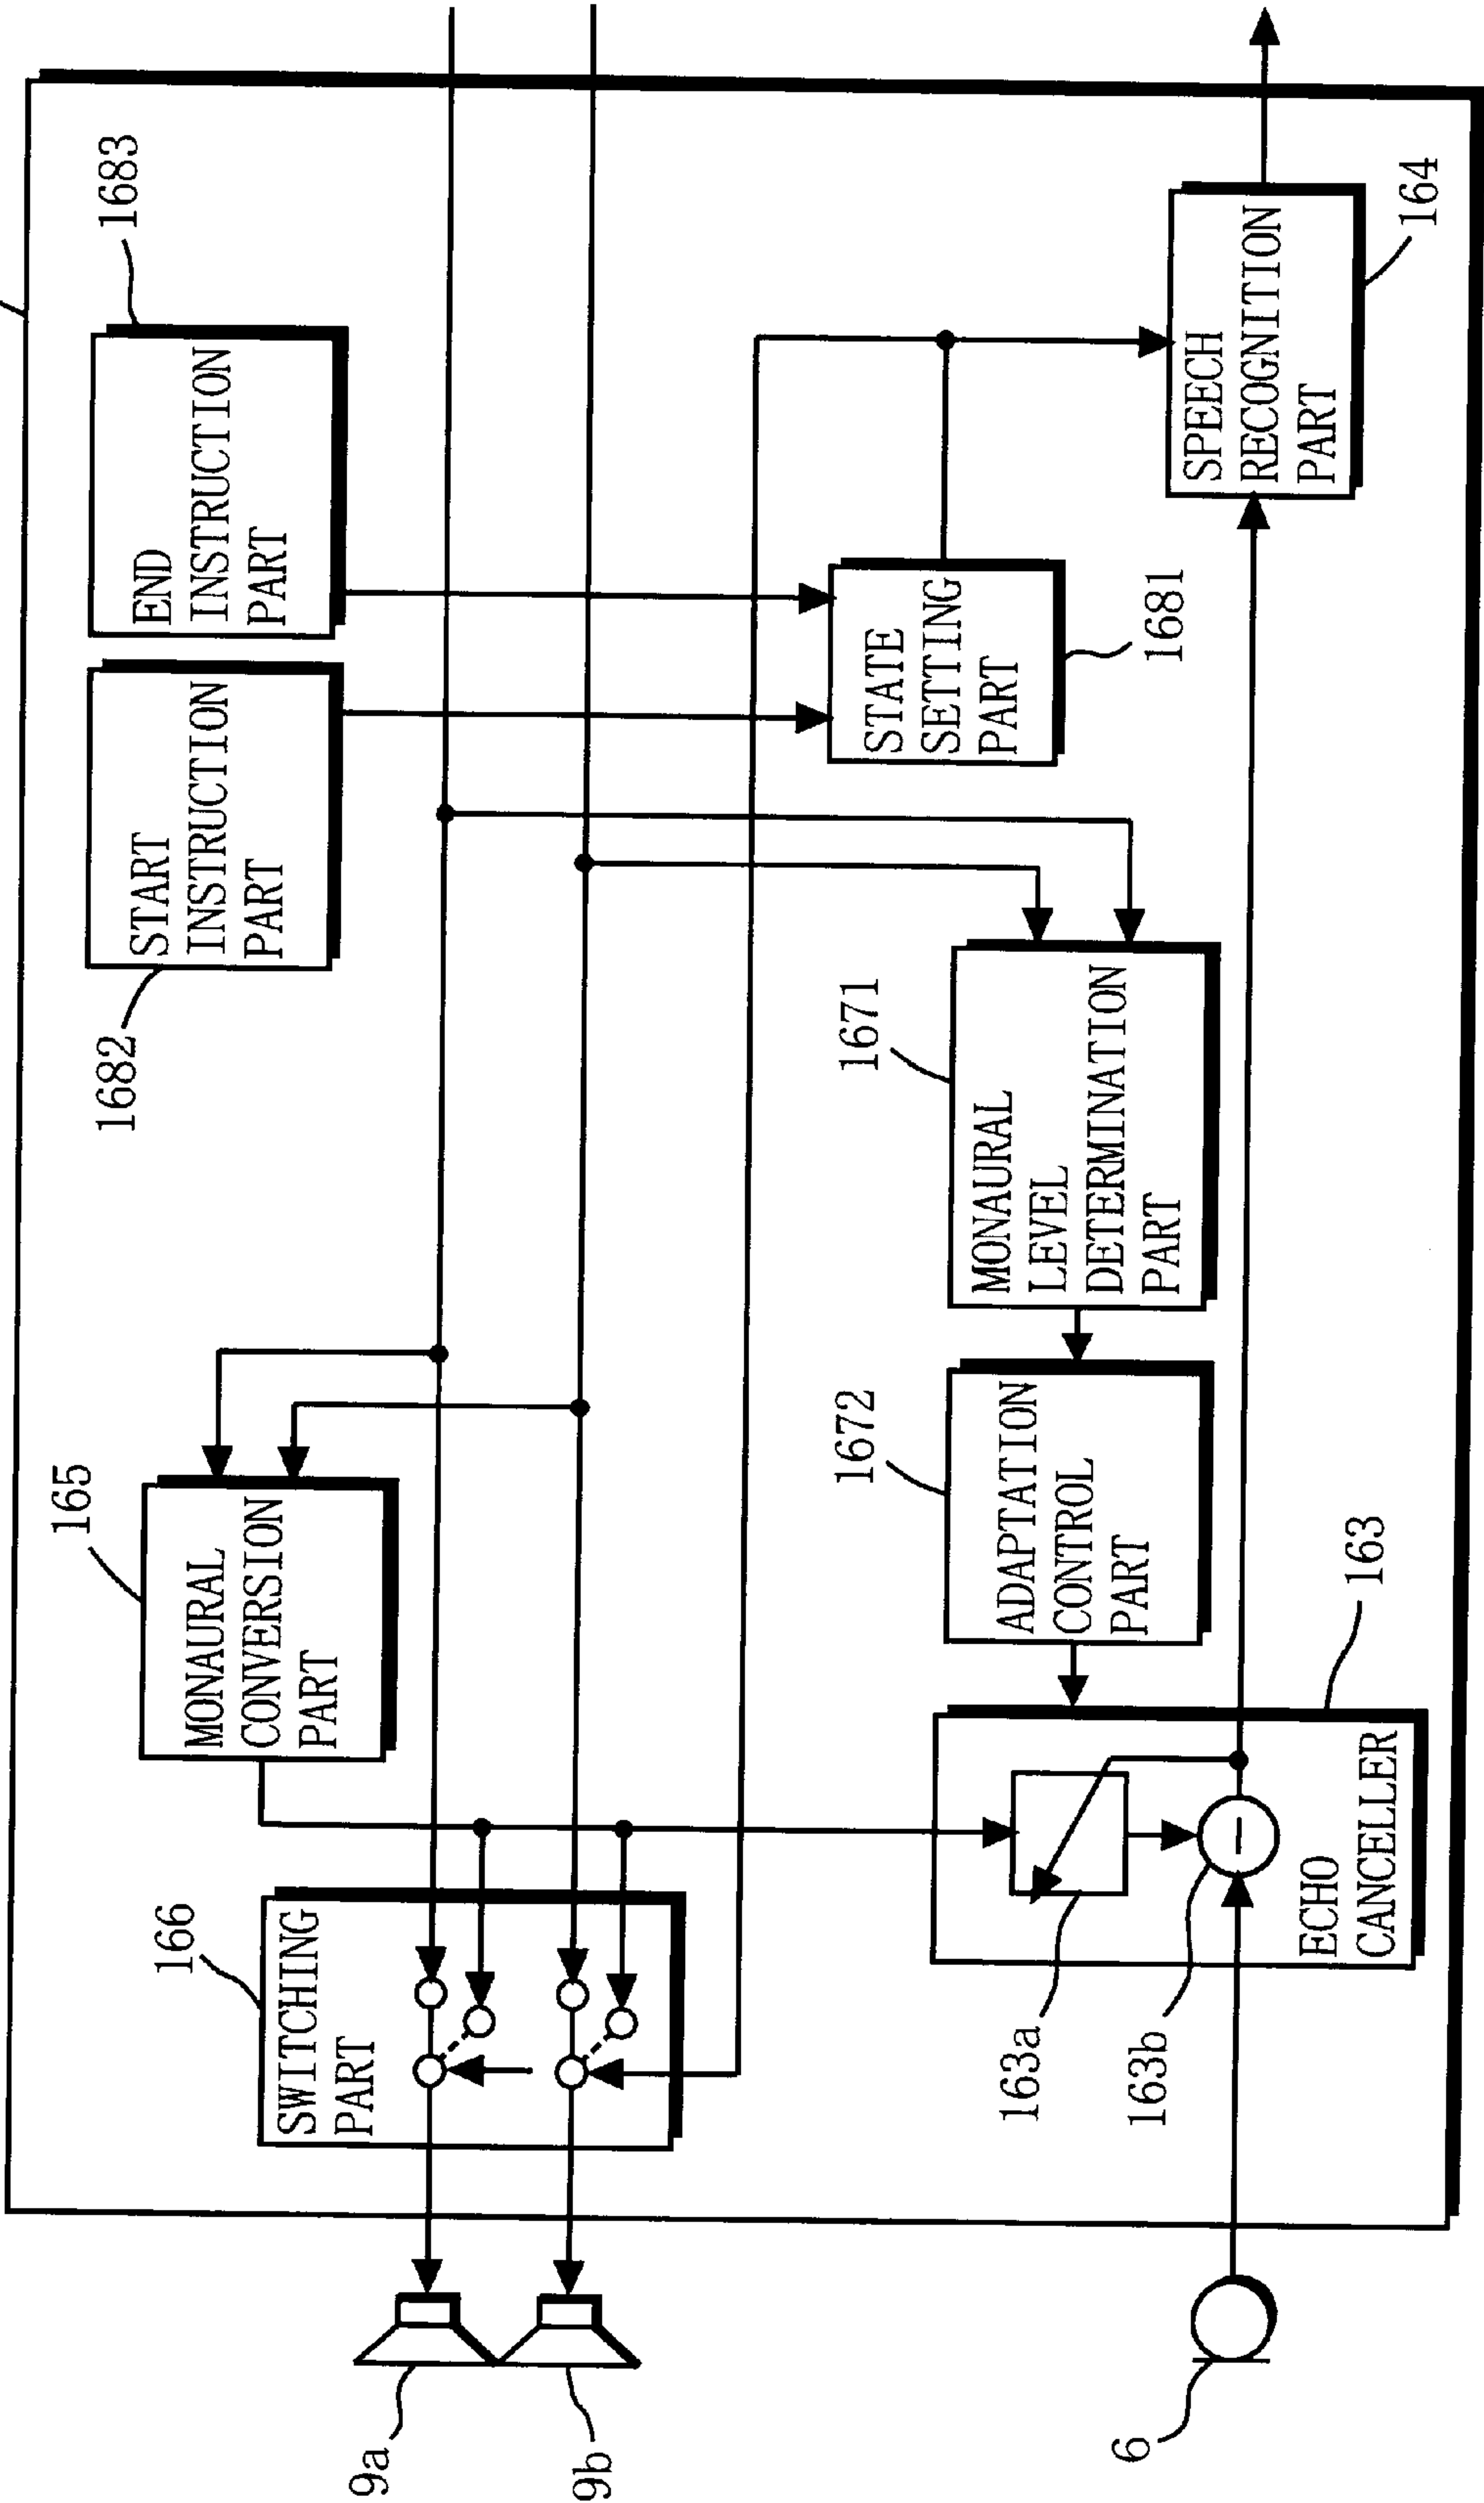 1683
END
INSTRUCTION
PART
1682
START
INSTRUCTION
PART
165
MONAURAL
CONVERSION
PART
166
SWITCHING
PART
9a
9b
STATE
SETTING
PART
1681
1671
MONAURAL
LEVEL
DETERMINATION
PART
1672
ADAPTATION
CONTROL
PART
163
ECHO
CANCELLER
163a
163b
SPEECH
RECOGNITION
PART
164
6